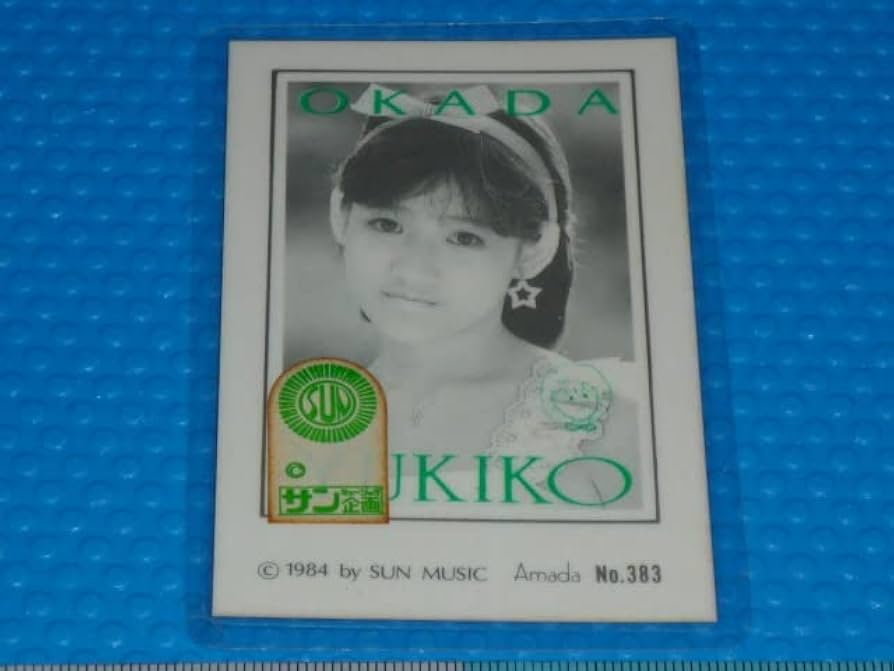 OKADA
SUN
©
サン企画
UKIKO
© 1984 by SUN MUSIC Amada No.383